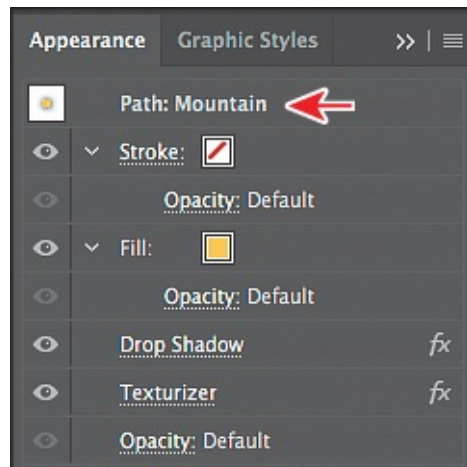 Appearance Graphic Styles
Path: Mountain
Stroke:
Opacity: Default
Fill:
Opacity: Default
Drop Shadow fx
Texturizer fx
Opacity: Default